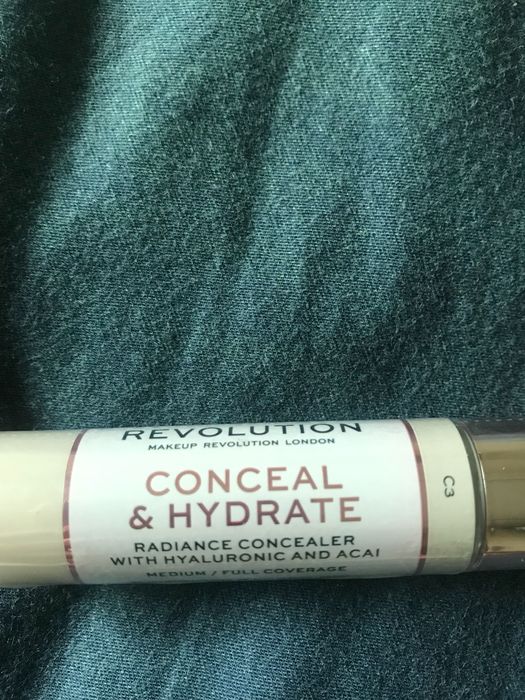 REVOLUTION
MAKEUP REVOLUTION LONDON
CONCEAL
& HYDRATE
RADIANCE CONCEALER
WITH HYALURONIC AND ACAI
MEDIUM / FULL COVERAGE
C3